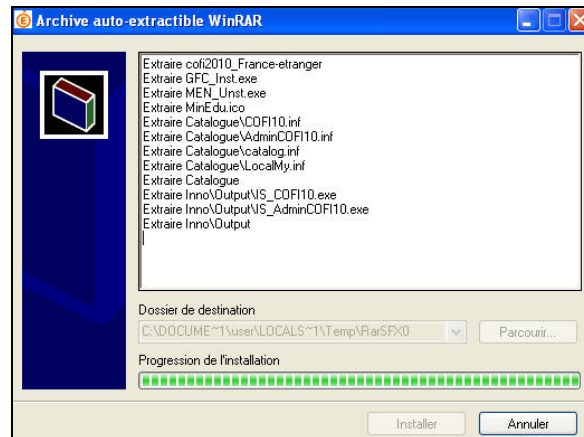 Archive auto-extractible WinRAR
Extraire cofi2010_France-etranger
Extraire GFC_Inst.exe
Extraire MEN_Unst.exe
Extraire MinEdu.ico
Extraire Catalogue\COFI10.inf
Extraire Catalogue\AdminCOFI10.inf
Extraire Catalogue\catalog.inf
Extraire Catalogue\LocalMy.inf
Extraire Catalogue
Extraire Inno\Output\IS_COFI10.exe
Extraire Inno\Output\IS_AdminCOFI10.exe
Extraire Inno\Output
Dossier de destination
C:\DOCUME~1\user\LOCALS~1\Temp\RarSFX0
Parcourir...
Progression de l'installation
Installer
Annuler